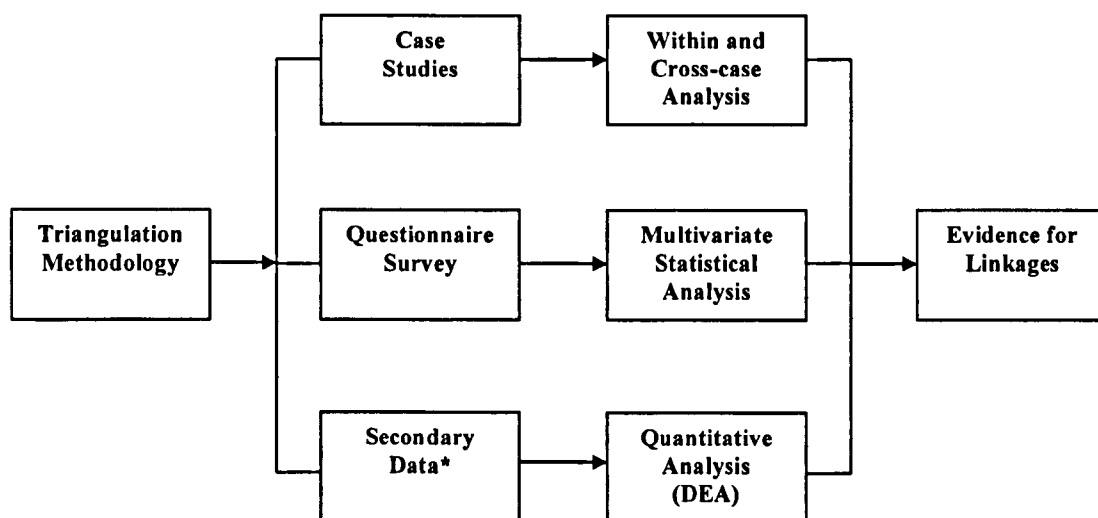 Case
Studies
Within and
Cross-case
Analysis
Triangulation
Methodology
Questionnaire
Survey
Multivariate
Statistical
Analysis
Evidence for
Linkages
Secondary
Data*
Quantitative
Analysis
(DEA)